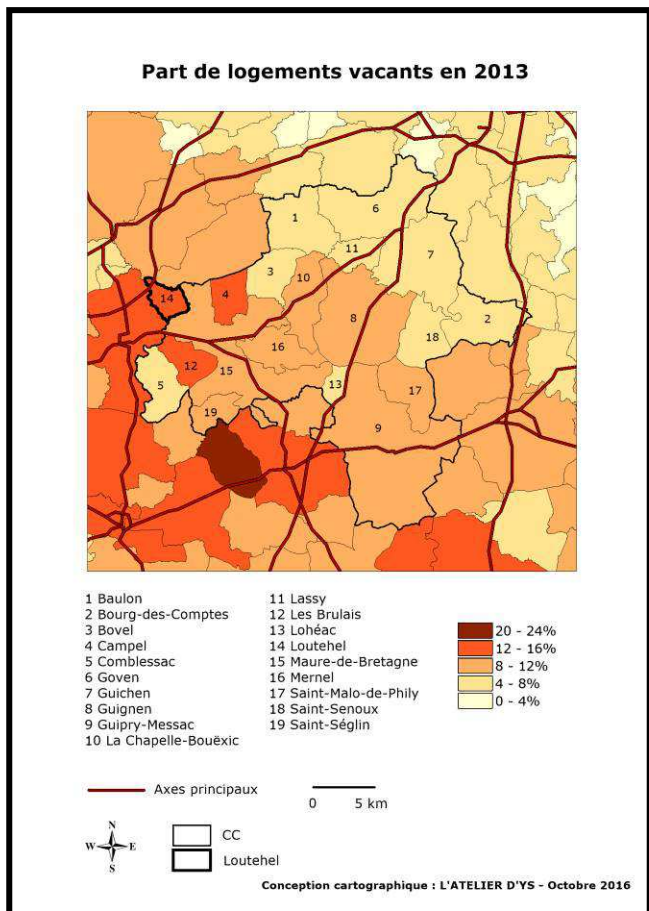 Part de logements vacants en 2013
1
6
11
7
3
10
4
14
8
2
18
16
12
15
5
13
17
19
9
1 Baulon
2 Bourg-des-Comptes
3 Bovel
4 Campel
5 Comblessac
6 Goven
7 Guichen
8 Guignen
9 Guipry-Messac
10 La Chapelle-Bouëxic
11 Lassy
12 Les Brulais
13 Lohéac
14 Loutehel
15 Maure-de-Bretagne
16 Mernel
17 Saint-Malo-de-Phily
18 Saint-Senoux
19 Saint-Séglin
20 - 24%
12 - 16%
8 - 12%
4 - 8%
0 - 4%
Axes principaux
0 5 km
N
W E
S
CC
Loutehel
Conception cartographique : L'ATELIER D'YS - Octobre 2016